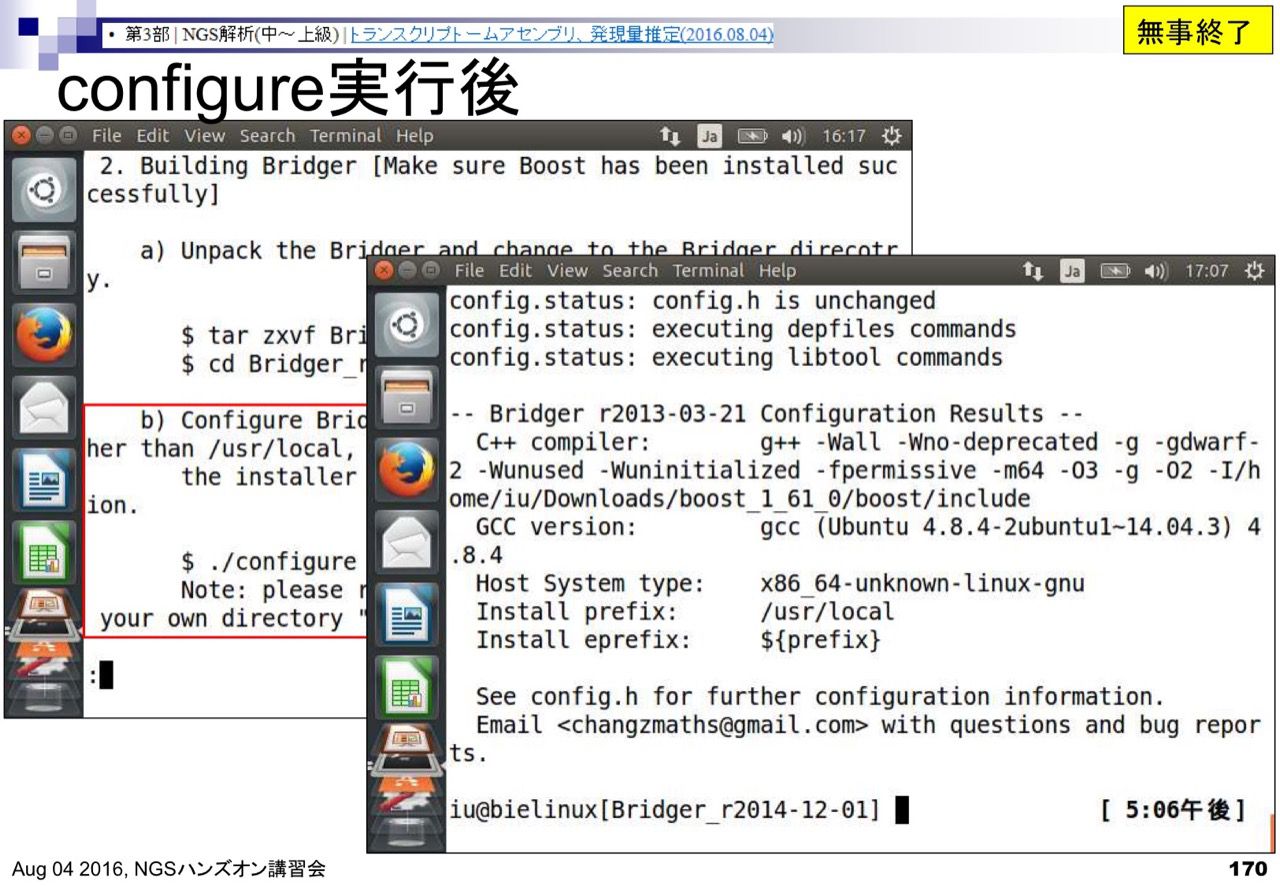 • 第3部 | NGS解析(中～上級) | トランスクリプトームアセンブリ、発現量推定(2016.08.04)
無事終了
configure実行後
File Edit View Search Terminal Help
Ja
16:17
2. Building Bridger [Make sure Boost has been installed suc
cessfully]
a) Unpack the Bridger and change to the Bridger direcotr
y.
$ tar zxvf Bri
$ cd Bridger_r
b) Configure Brid
her than /usr/local,
the installer
ion.
$ ./configure
Note: please r
your own directory "
:
File Edit View Search Terminal Help
Ja
17:07
config.status: config.h is unchanged
config.status: executing depfiles commands
config.status: executing libtool commands
-- Bridger r2013-03-21 Configuration Results --
C++ compiler: g++ -Wall -Wno-deprecated -g -gdwarf-
2 -Wunused -Wuninitialized -fpermissive -m64 -O3 -g -O2 -I/h
ome/iu/Downloads/boost_1_61_0/boost/include
GCC version: gcc (Ubuntu 4.8.4-2ubuntu1~14.04.3) 4
.8.4
Host System type: x86_64-unknown-linux-gnu
Install prefix: /usr/local
Install eprefix: ${prefix}
See config.h for further configuration information.
Email <changzmaths@gmail.com> with questions and bug repor
ts.
iu@bielinux[Bridger_r2014-12-01] [ 5:06午後]
Aug 04 2016, NGSハンズオン講習会
170